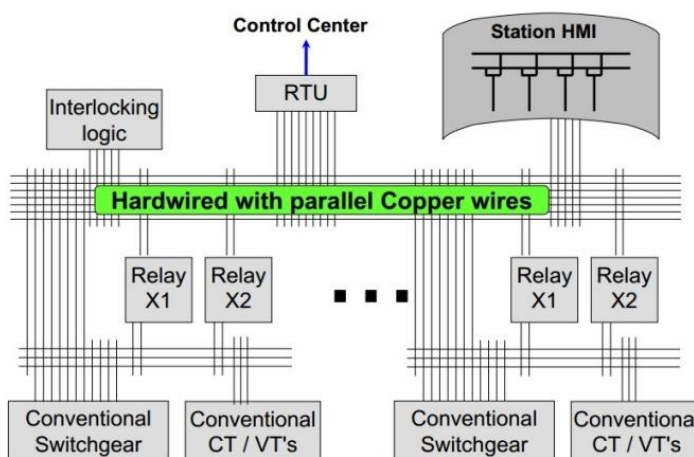 Control Center
Station HMI
RTU
Interlocking
logic
Hardwired with parallel Copper wires
Relay
X1
Relay
X2
Relay
X1
Relay
X2
Conventional
Switchgear
Conventional
CT / VT's
Conventional
Switchgear
Conventional
CT / VT's